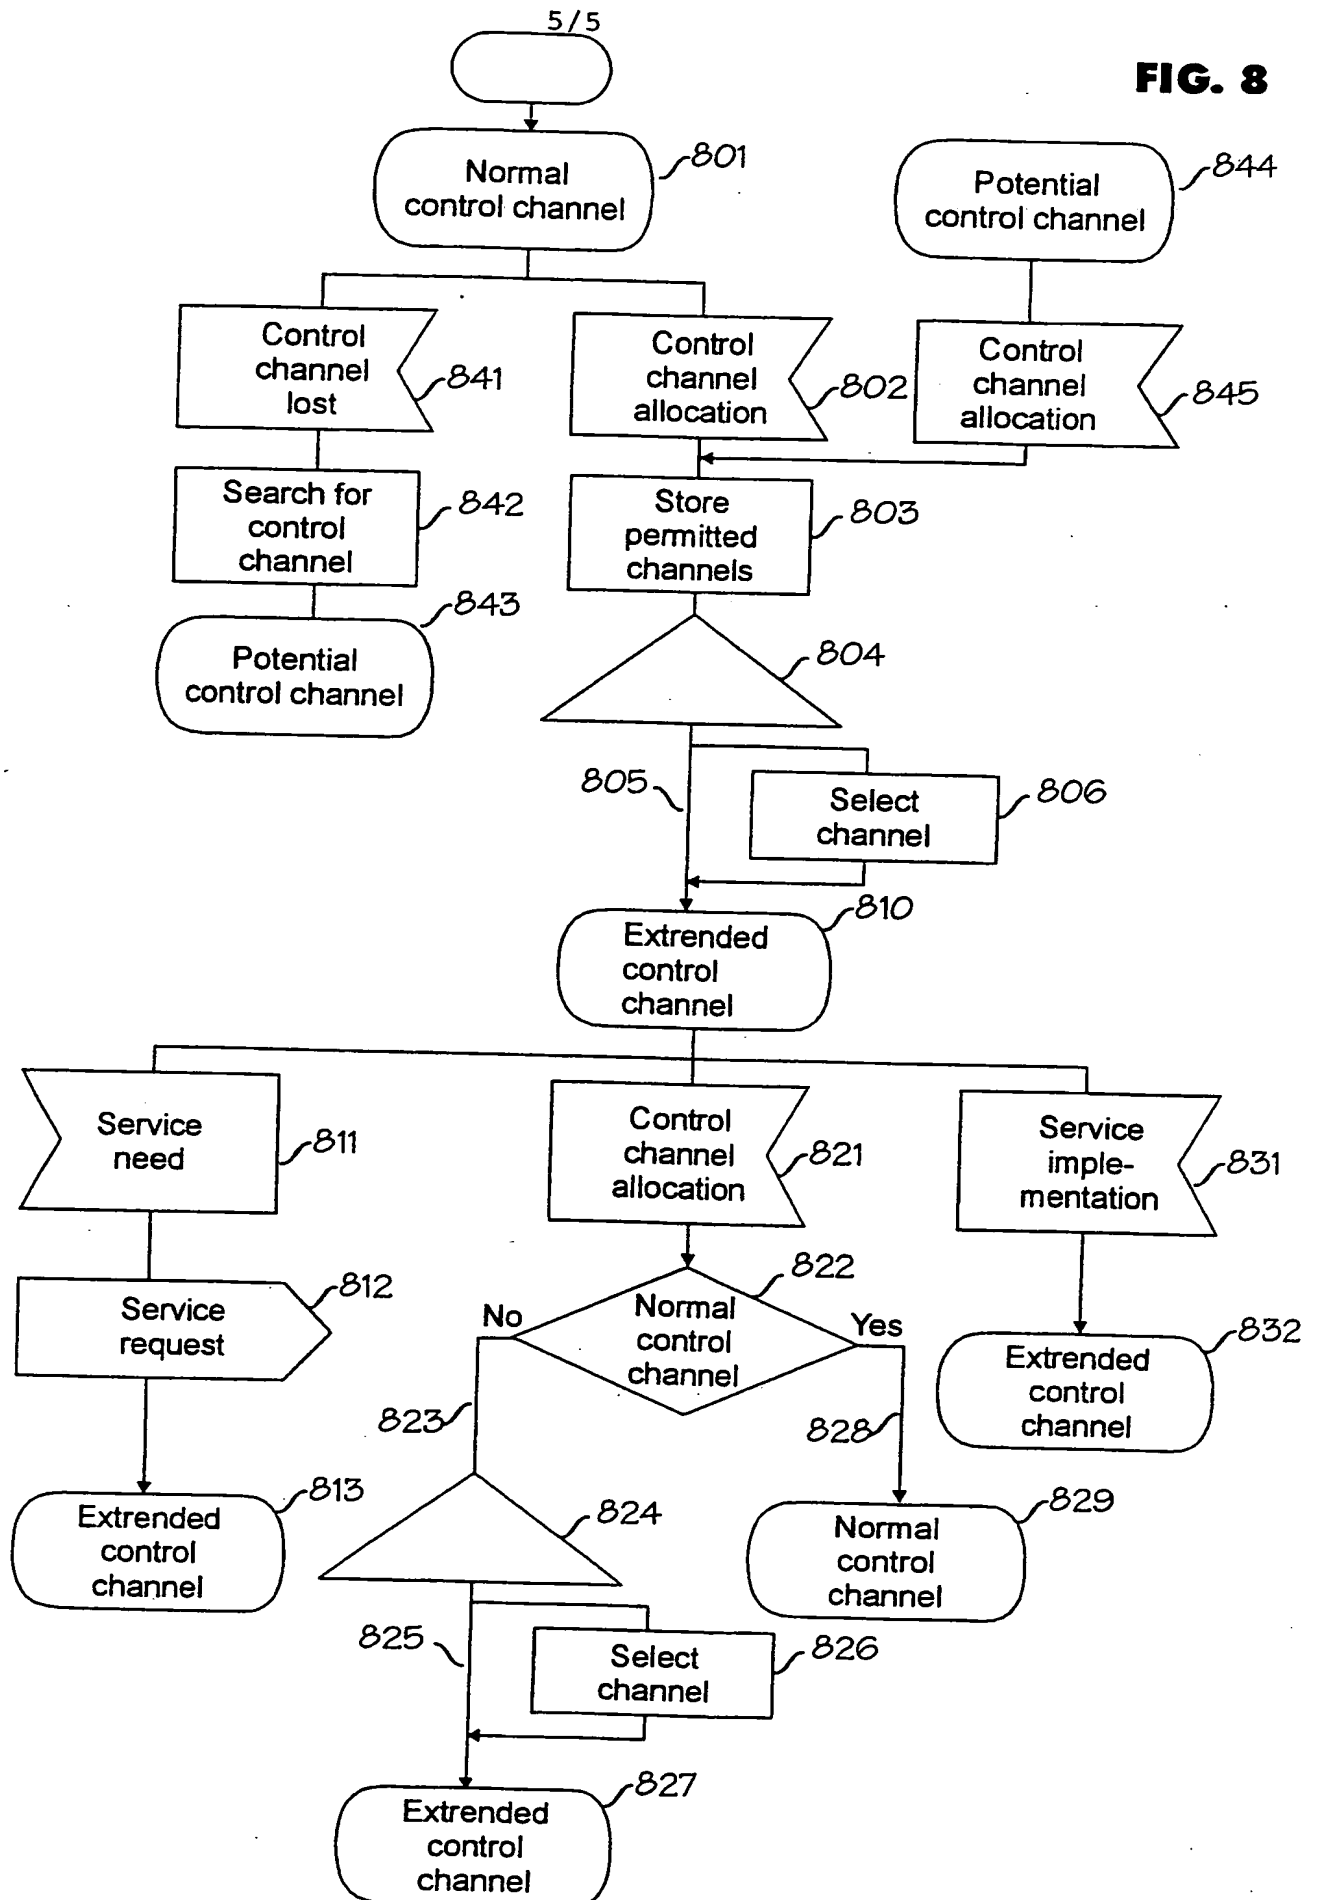 5/5
FIG. 8
Normal
control channel
801
Potential
control channel
844
Control
channel
lost
841
Control
channel
allocation
802
Control
channel
allocation
845
Search for
control
channel
842
Store
permitted
channels
803
843
Potential
control channel
804
805
Select
channel
806
810
Extrended
control
channel
Service
need
811
Control
channel
allocation
821
Service
imple-
mentation
831
Service
request
812
822
No
Normal
control
channel
Yes
832
Extrended
control
channel
823
828
813
Extrended
control
channel
824
829
Normal
control
channel
825
Select
channel
826
827
Extrended
control
channel